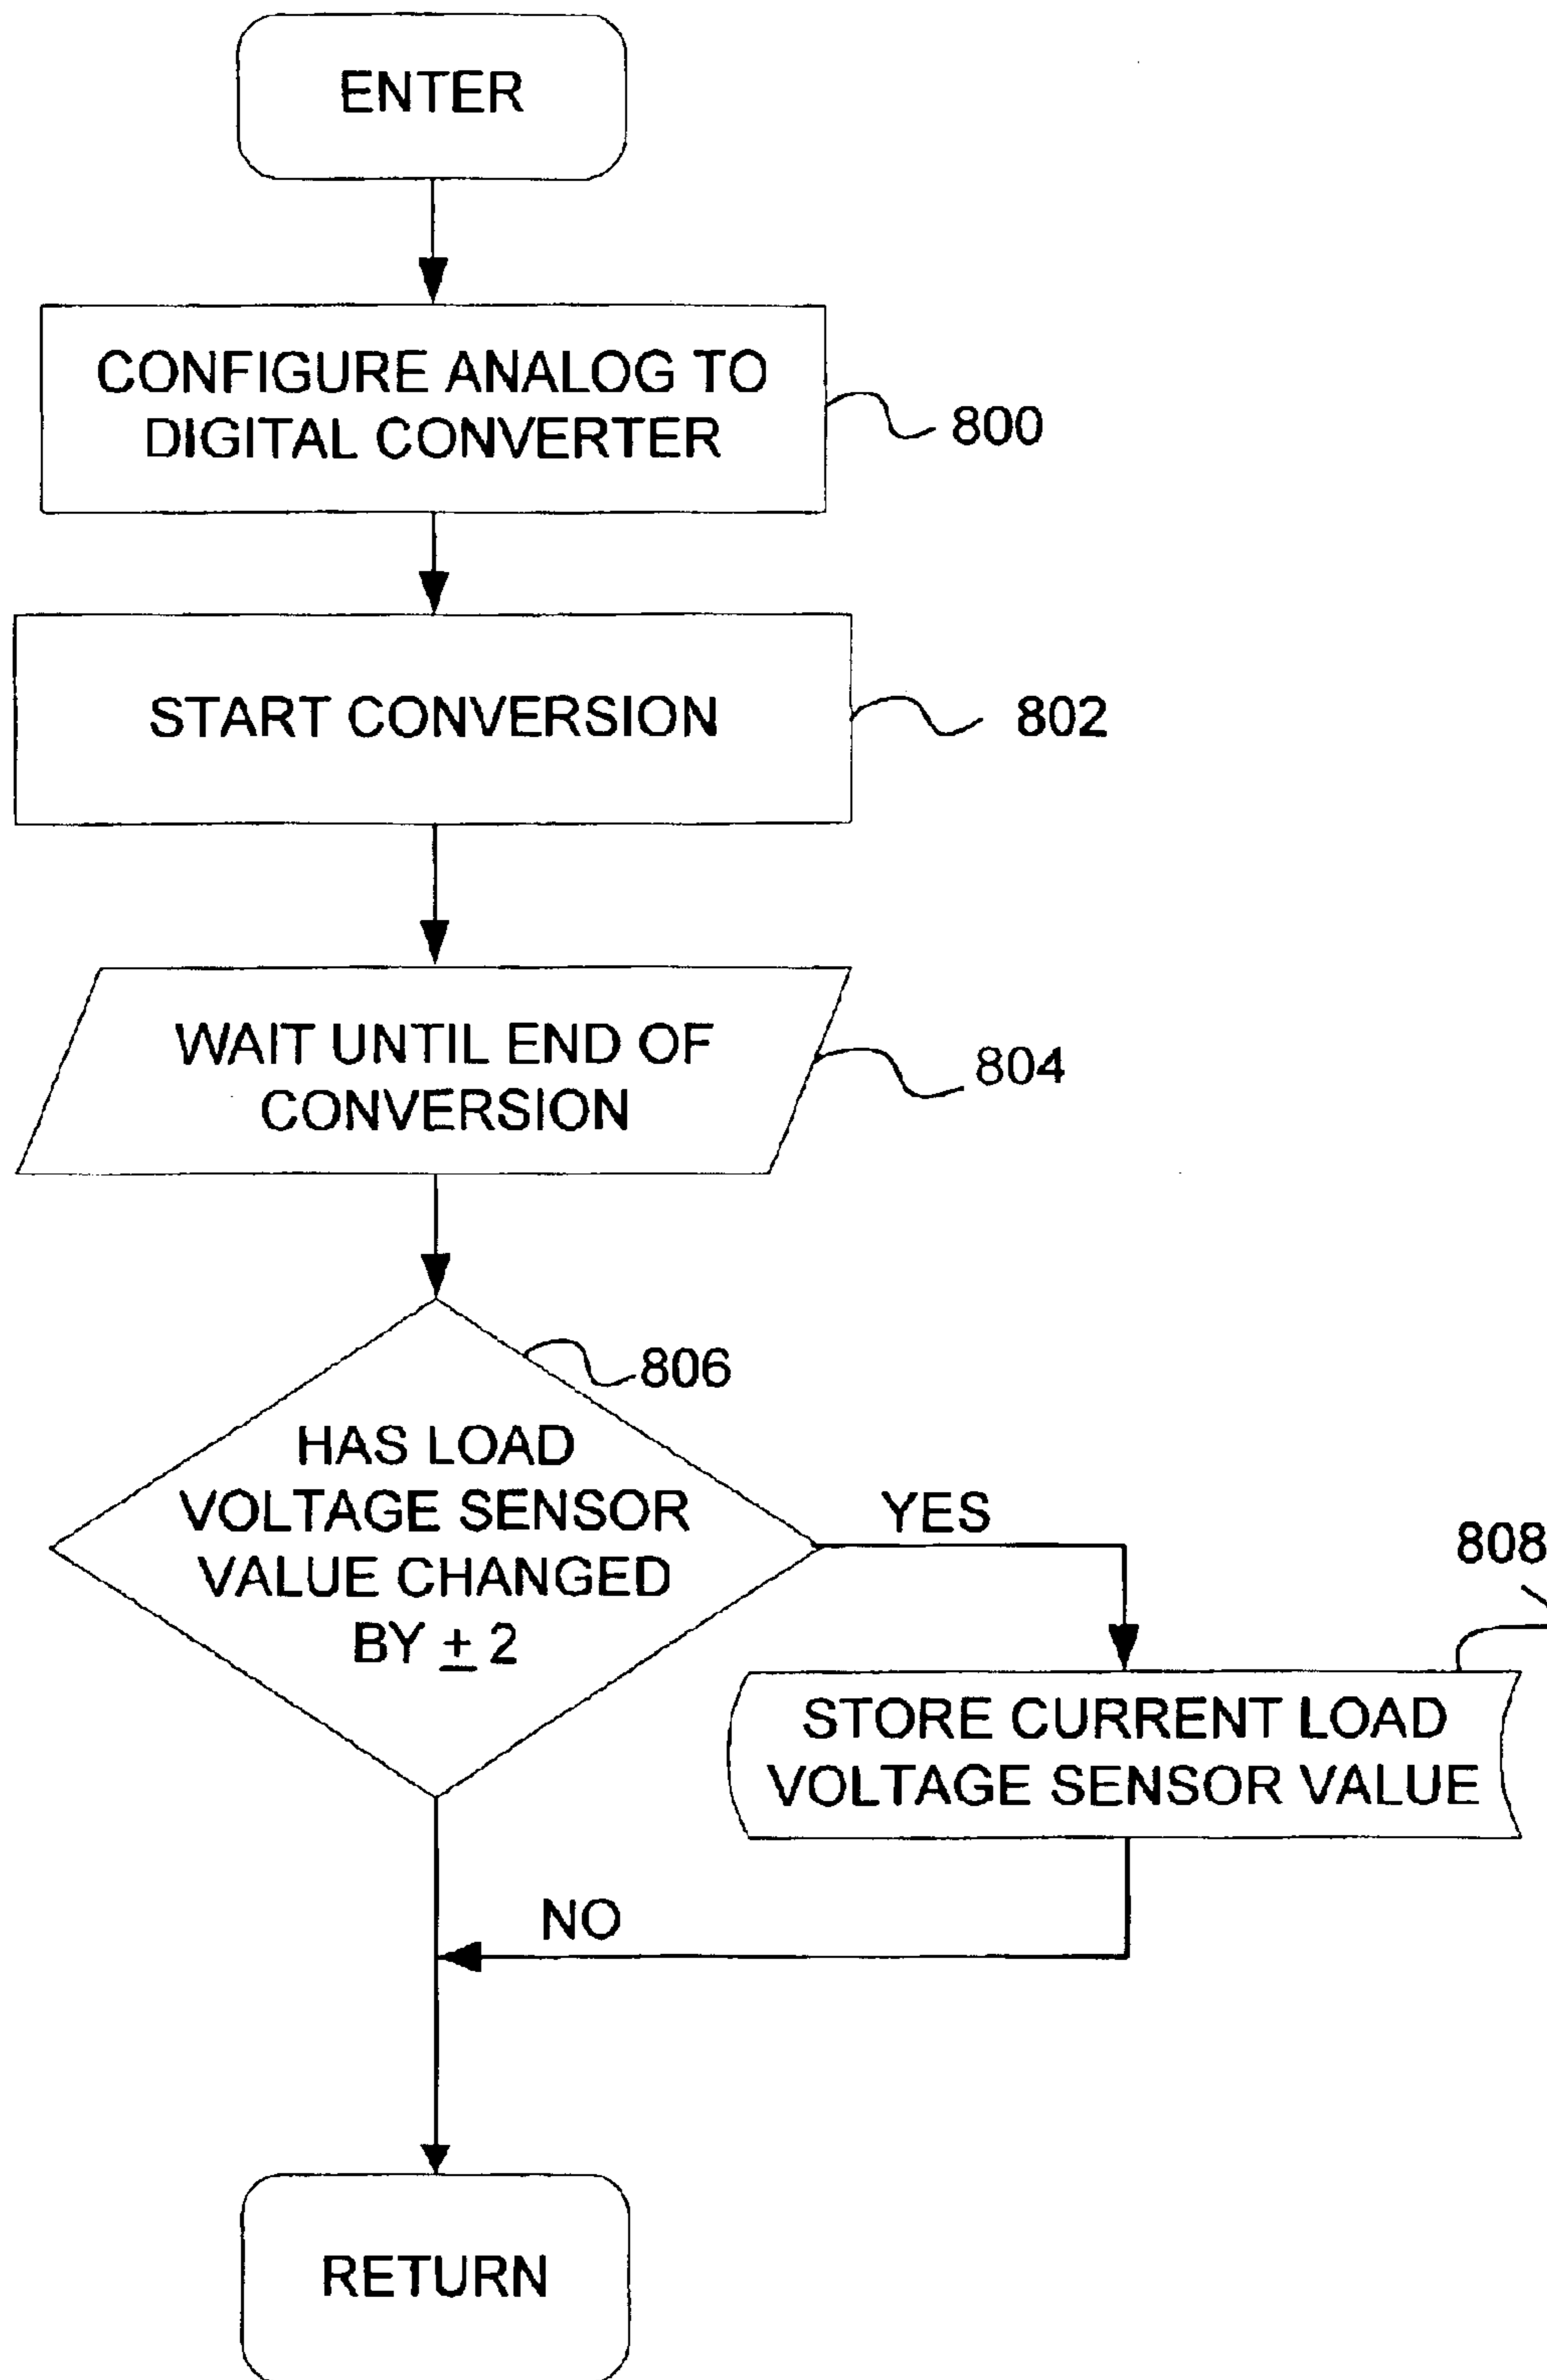 ENTER
CONFIGURE ANALOG TO
DIGITAL CONVERTER
800
START CONVERSION
802
WAIT UNTIL END OF
CONVERSION
804
806
HAS LOAD
VOLTAGE SENSOR
VALUE CHANGED
BY ± 2
YES
808
STORE CURRENT LOAD
VOLTAGE SENSOR VALUE
NO
RETURN